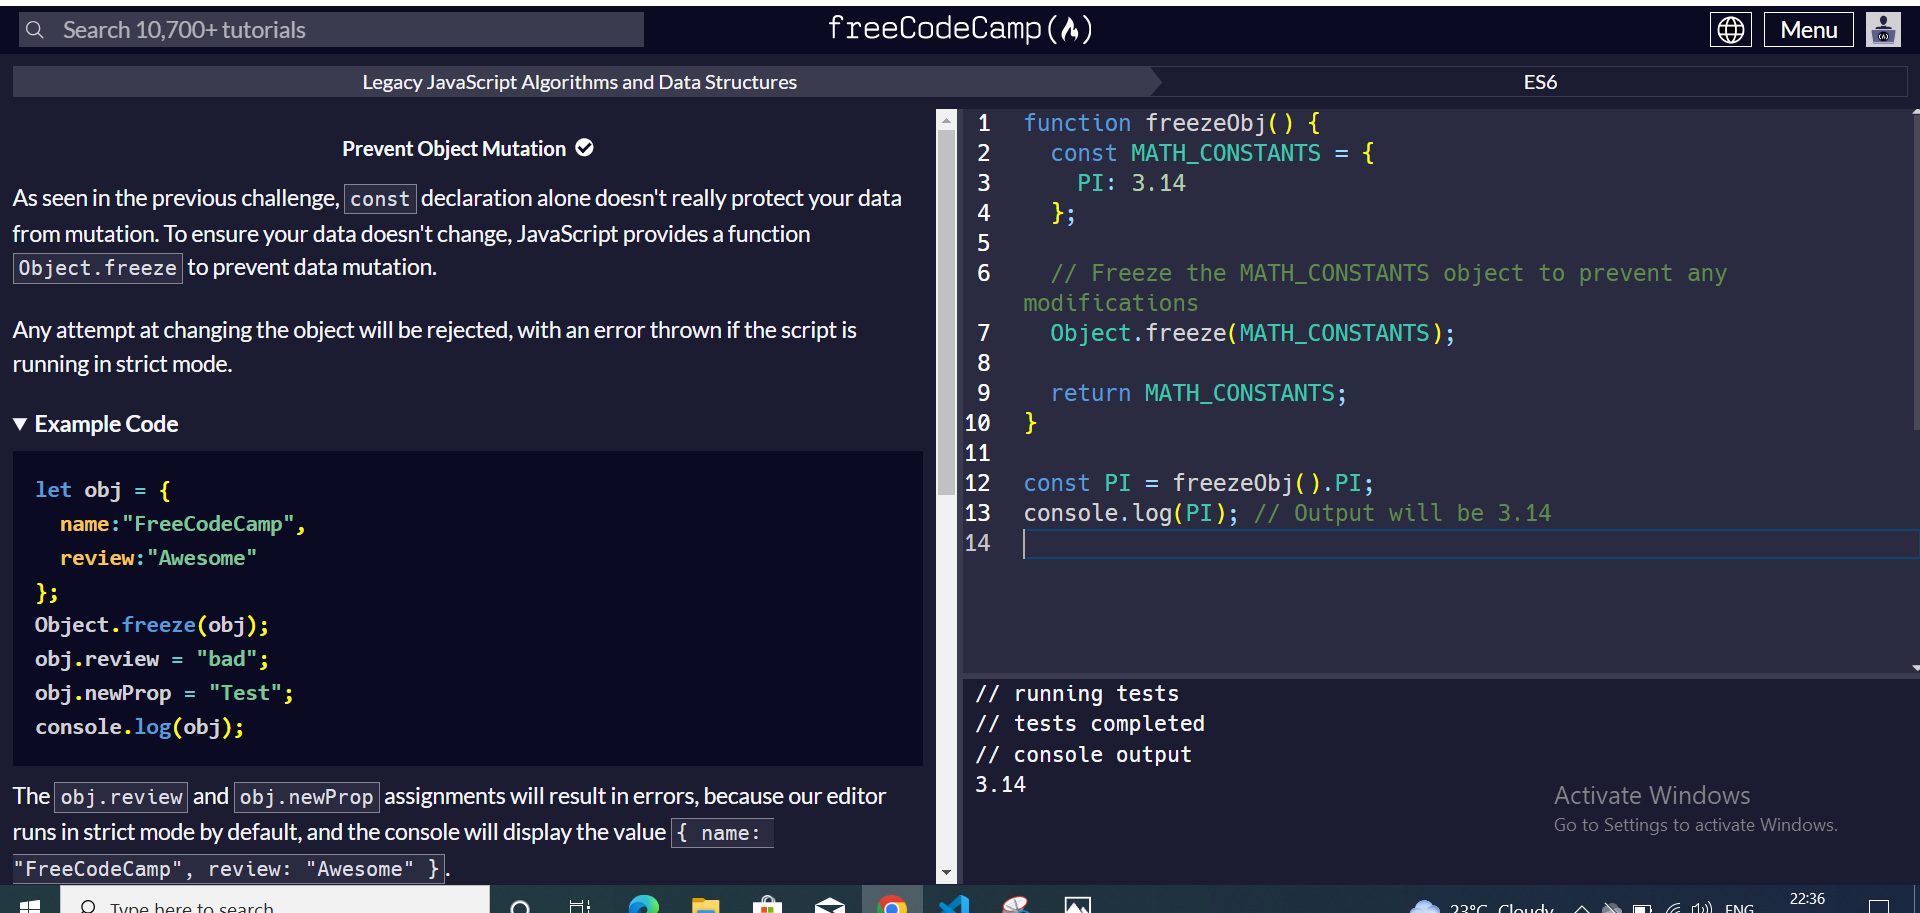 Search 10,700+ tutorials
freeCodeCamp
Menu
Legacy JavaScript Algorithms and Data Structures
ES6
Prevent Object Mutation
As seen in the previous challenge, const declaration alone doesn't really protect your data
from mutation. To ensure your data doesn't change, JavaScript provides a function
Object.freeze to prevent data mutation.
Any attempt at changing the object will be rejected, with an error thrown if the script is
running in strict mode.
Example Code
let obj = {
name:"FreeCodeCamp",
review:"Awesome"
};
Object.freeze(obj);
obj.review = "bad";
obj.newProp = "Test";
console.log(obj);
The obj.review and obj.newProp assignments will result in errors, because our editor
runs in strict mode by default, and the console will display the value { name:
"FreeCodeCamp", review: "Awesome" }.
1 function freezeObj() {
2 const MATH_CONSTANTS = {
3 PI: 3.14
4 };
5
6 // Freeze the MATH_CONSTANTS object to prevent any
modifications
7 Object.freeze(MATH_CONSTANTS);
8
9 return MATH_CONSTANTS;
10 }
11
12 const PI = freezeObj().PI;
13 console.log(PI); // Output will be 3.14
14
// running tests
// tests completed
// console output
3.14
Activate Windows
Go to Settings to activate Windows.
Type here to search
23°C Cloudy
ENG
22:36